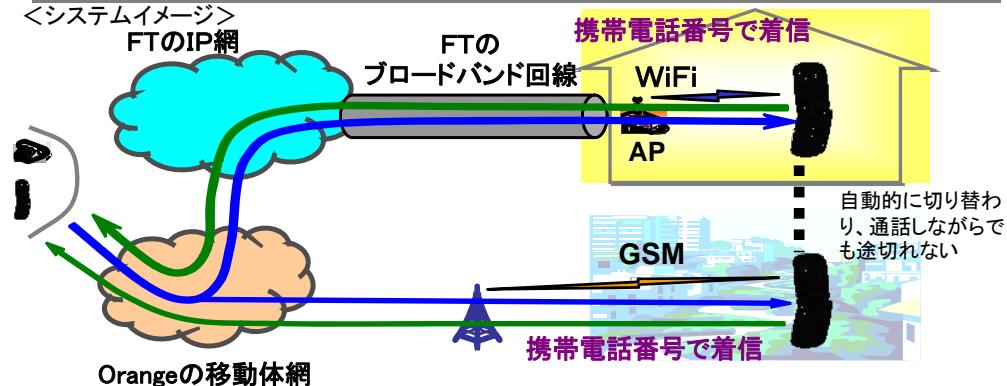 ＜システムイメージ＞
FTのIP網
FTの
ブロードバンド回線
携帯電話番号で着信
WiFi
AP
自動的に切り替わ
り、通話しながらで
も途切れない
GSM
携帯電話番号で着信
Orangeの移動体網